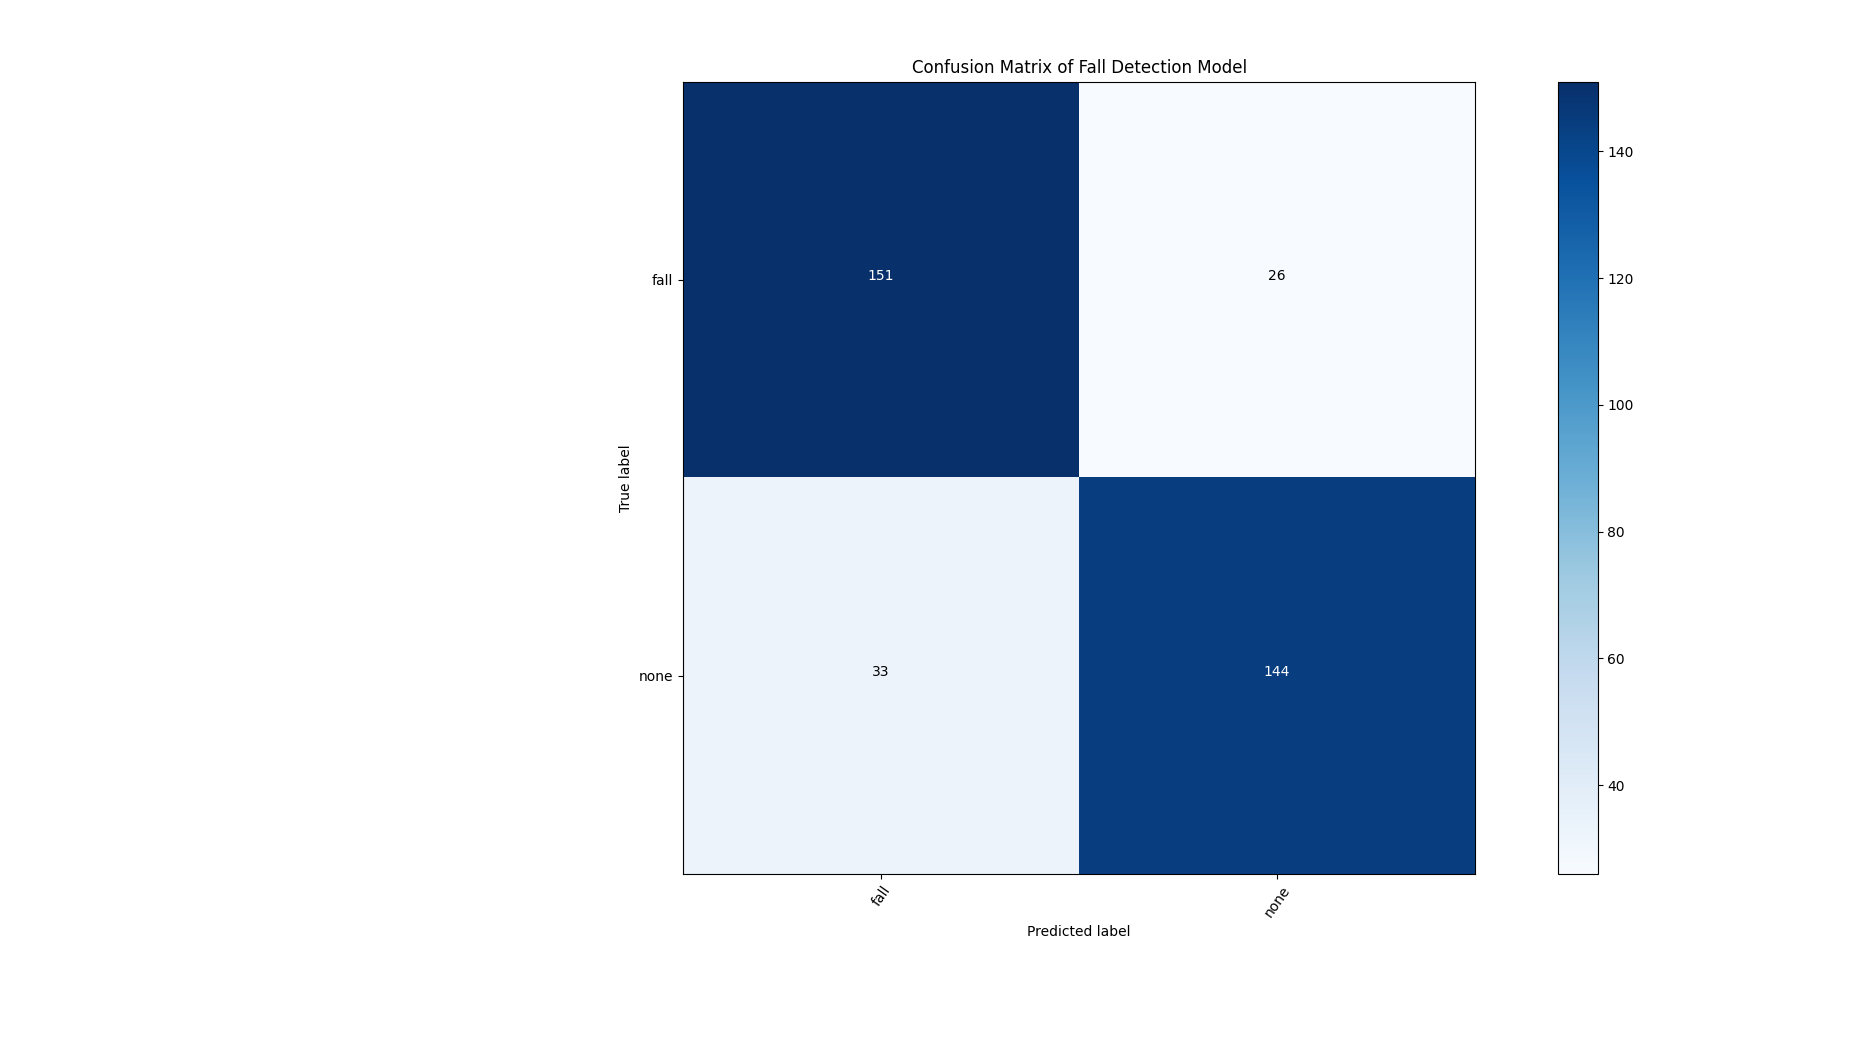 Confusion Matrix of Fall Detection Model
151
26
33
144
fall
none
True label
fall
none
Predicted label
140
120
100
80
60
40